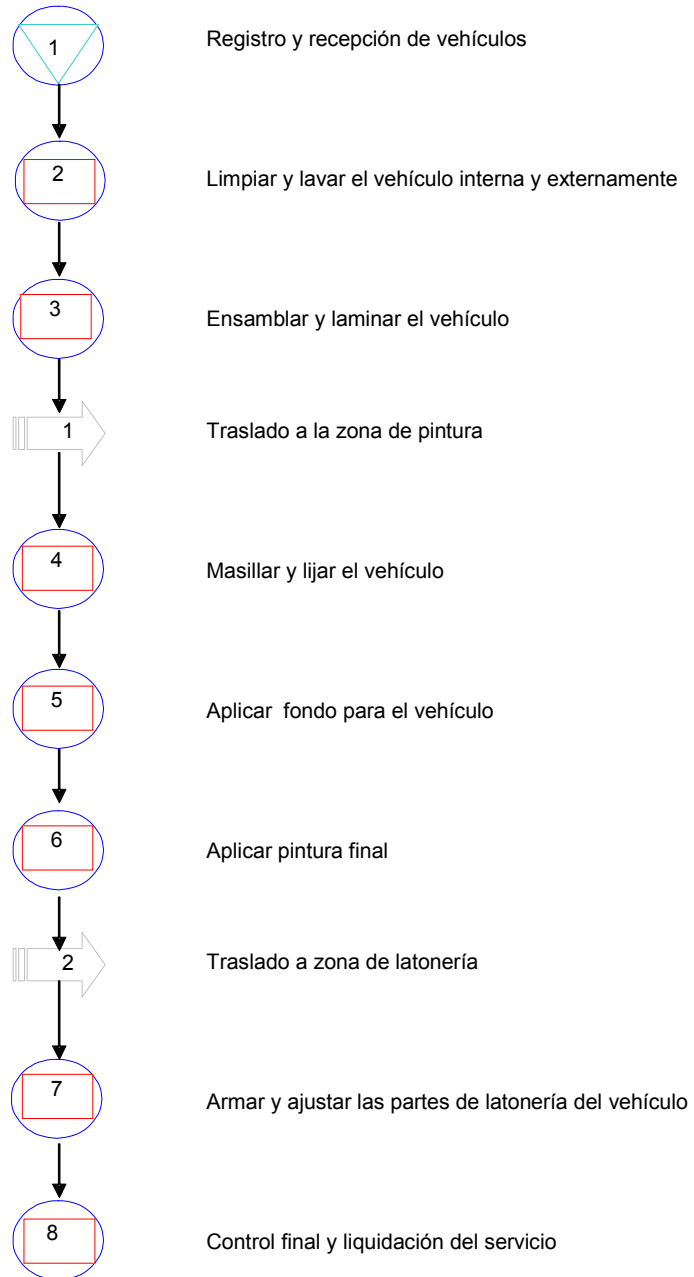 1 Registro y recepción de vehículos
2 Limpiar y lavar el vehículo interna y externamente
3 Ensamblar y laminar el vehículo
1 Traslado a la zona de pintura
4 Masillar y lijar el vehículo
5 Aplicar fondo para el vehículo
6 Aplicar pintura final
2 Traslado a zona de latonería
7 Armar y ajustar las partes de latonería del vehículo
8 Control final y liquidación del servicio